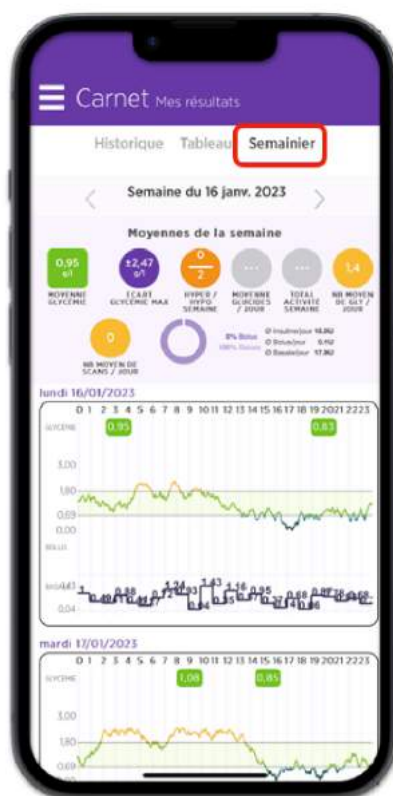 Carnet Mes résultats
Historique Tableau Semainier
Semaine du 16 janv. 2023
Moyennes de la semaine
0,95 g/l
±2,47 g/l
0
2
...
...
1,4
MOYENNE GLYCÉMIE
ÉCART GLYCÉMIE MAX
HYPER / HYPO SEMAINE
MOYENNE GLUCIDES / JOUR
TOTAL ACTIVITÉ SEMAINE
NB MOYEN DE GLY / JOUR
0
NB MOYEN DE SCANS / JOUR
0% Bolus
Ø Insuline/jour
Ø Bolus/jour
Ø Basale/jour
lundi 16/01/2023
0 1 2 3 4 5 6 7 8 9 10 11 12 13 14 15 16 17 18 19 20 21 22 23
GLYCÉMIE
0,95
0,83
3,00
1,80
0,69
0,00
BOLUS
0,04
mardi 17/01/2023
0 1 2 3 4 5 6 7 8 9 10 11 12 13 14 15 16 17 18 19 20 21 22 23
GLYCÉMIE
1,08
0,85
3,00
1,80
0,69